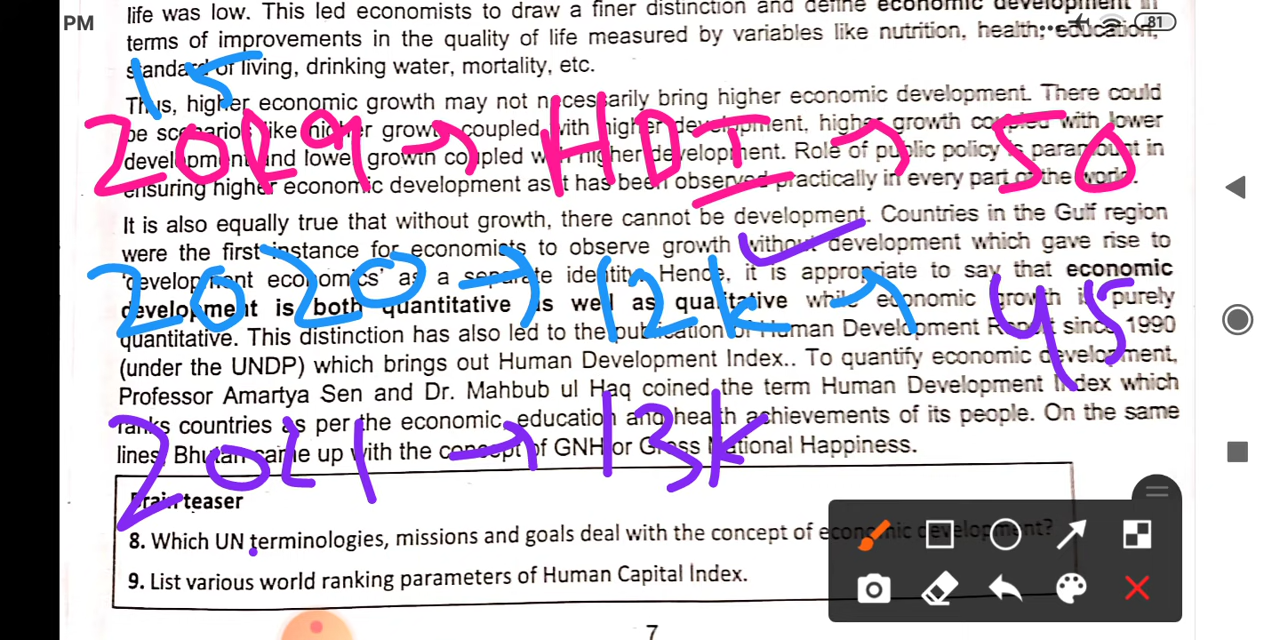 life was low. This led economists to draw a finer distinction and define economic development in
PM 81
terms of improvements in the quality of life measured by variables like nutrition, health, education,
standard of living, drinking water, mortality, etc.
15
Thus, higher economic growth may not necessarily bring higher economic development. There could
be scenarios like higher growth coupled with higher development, higher growth coupled with lower
→ HDI → 50
development and lower growth coupled with higher development. Role of public policy is paramount in
ensuring higher economic development as it has been observed practically in every part of the world.
It is also equally true that without growth, there cannot be development. Countries in the Gulf region
were the first instance for economists to observe growth without development which gave rise to
'development economics' as a separate identity. Hence, it is appropriate to say that economic
2020 → 12k → 45
development is both quantitative as well as qualitative while economic growth is purely
quantitative. This distinction has also led to the publication of Human Development Report since 1990
(under the UNDP) which brings out Human Development Index.. To quantify economic development,
Professor Amartya Sen and Dr. Mahbub ul Haq coined the term Human Development Index which
ranks countries as per the economic, education and health achievements of its people. On the same
lines, Bhutan came up with the concept of GNH or Gross National Happiness.
2021 → 13k
Brain teaser
8. Which UN terminologies, missions and goals deal with the concept of economic development?
9. List various world ranking parameters of Human Capital Index.
7